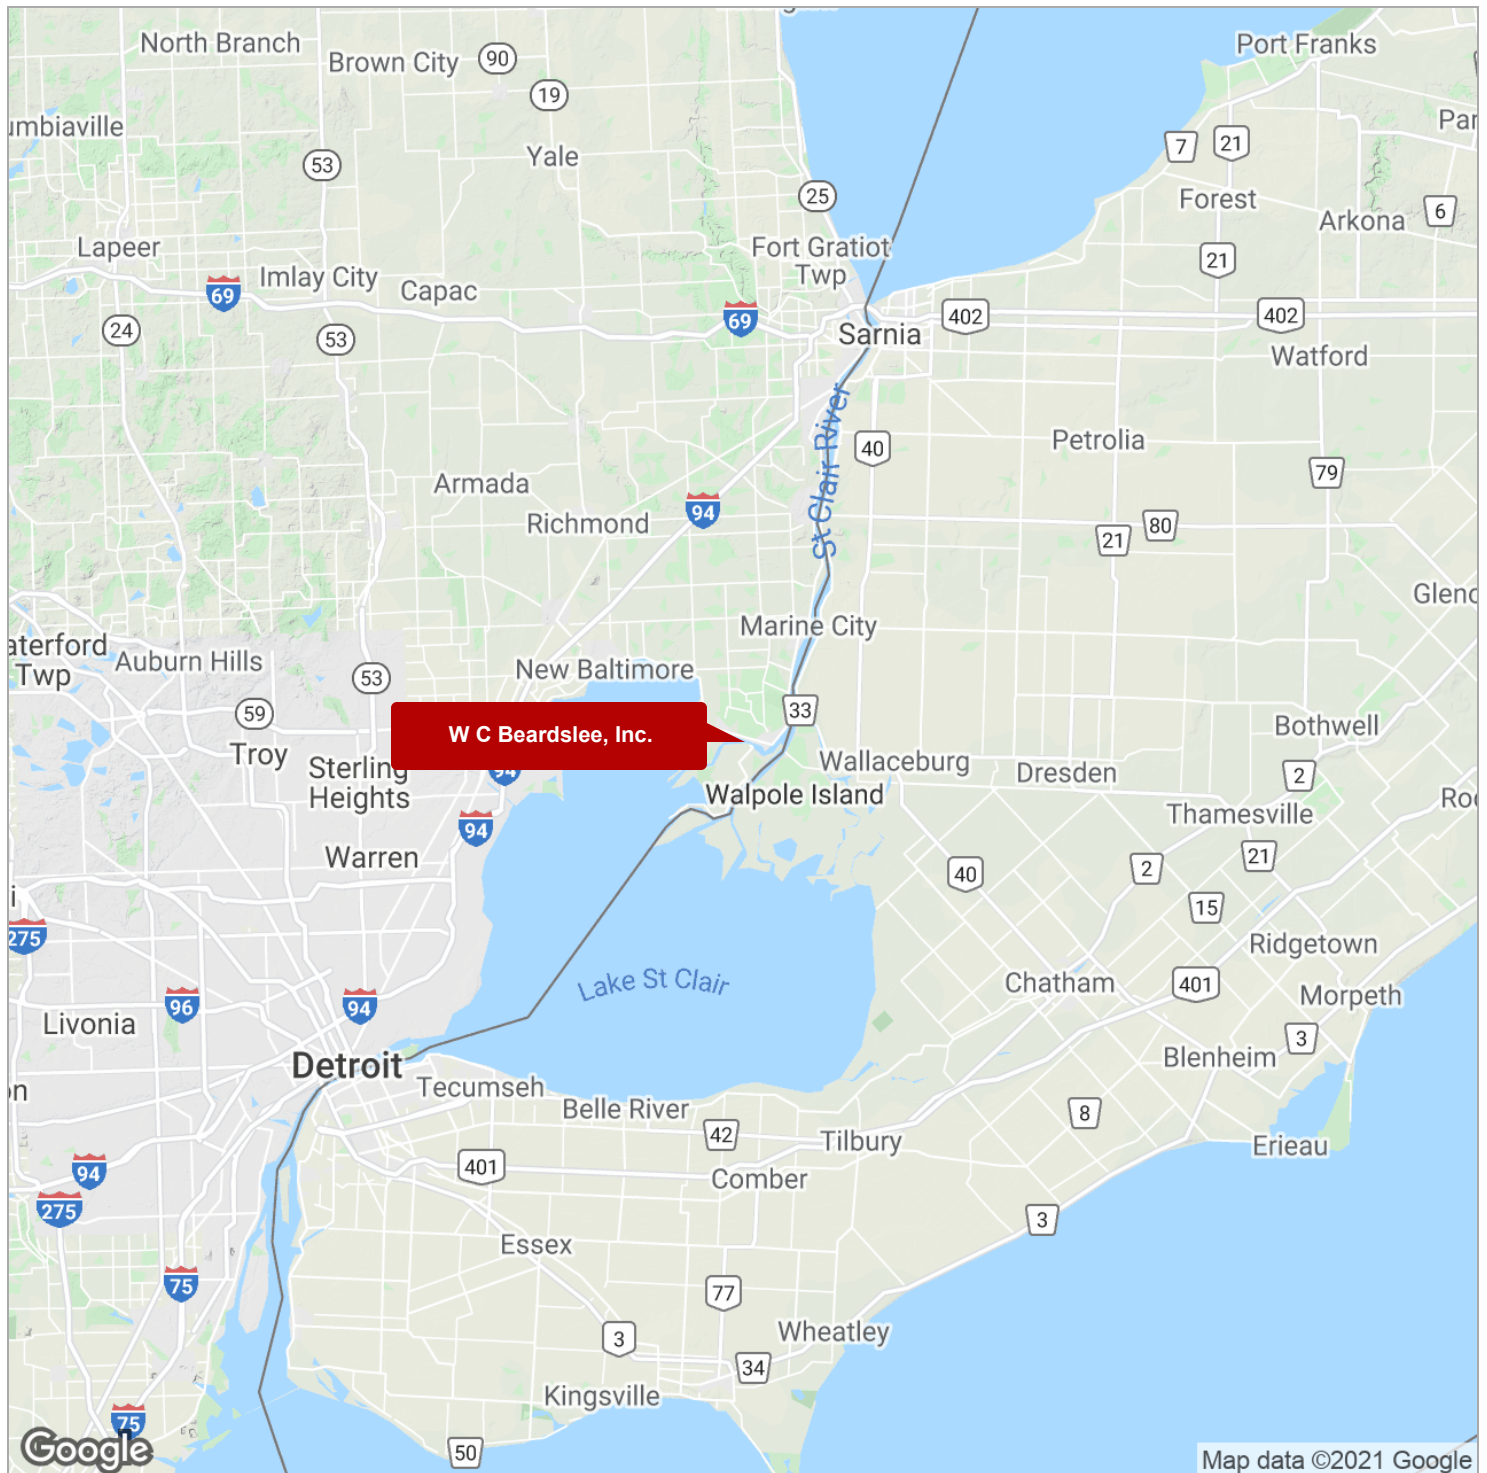 North Branch
Brown City
90
19
Port Franks
umbiaville
53
Yale
25
7
21
Par
Forest
Arkona
6
Lapeer
Imlay City
Capac
69
Fort Gratiot
Twp
21
24
53
69
Sarnia
402
402
Watford
St Clair River
40
Petrolia
79
Armada
Richmond
94
21
80
Glenc
Marine City
aterford
Twp
Auburn Hills
53
New Baltimore
59
33
Bothwell
W C Beardslee, Inc.
Troy
Sterling
Heights
94
Wallaceburg
Dresden
2
Walpole Island
Thamesville
Roc
94
Warren
40
2
21
i
15
275
Ridgetown
Lake St Clair
Chatham
401
Morpeth
96
94
Livonia
3
Detroit
Blenheim
on
Tecumseh
Belle River
8
42
Tilbury
Erieau
94
401
Comber
275
3
Essex
75
77
3
Wheatley
34
Kingsville
75
50
Google
Map data ©2021 Google